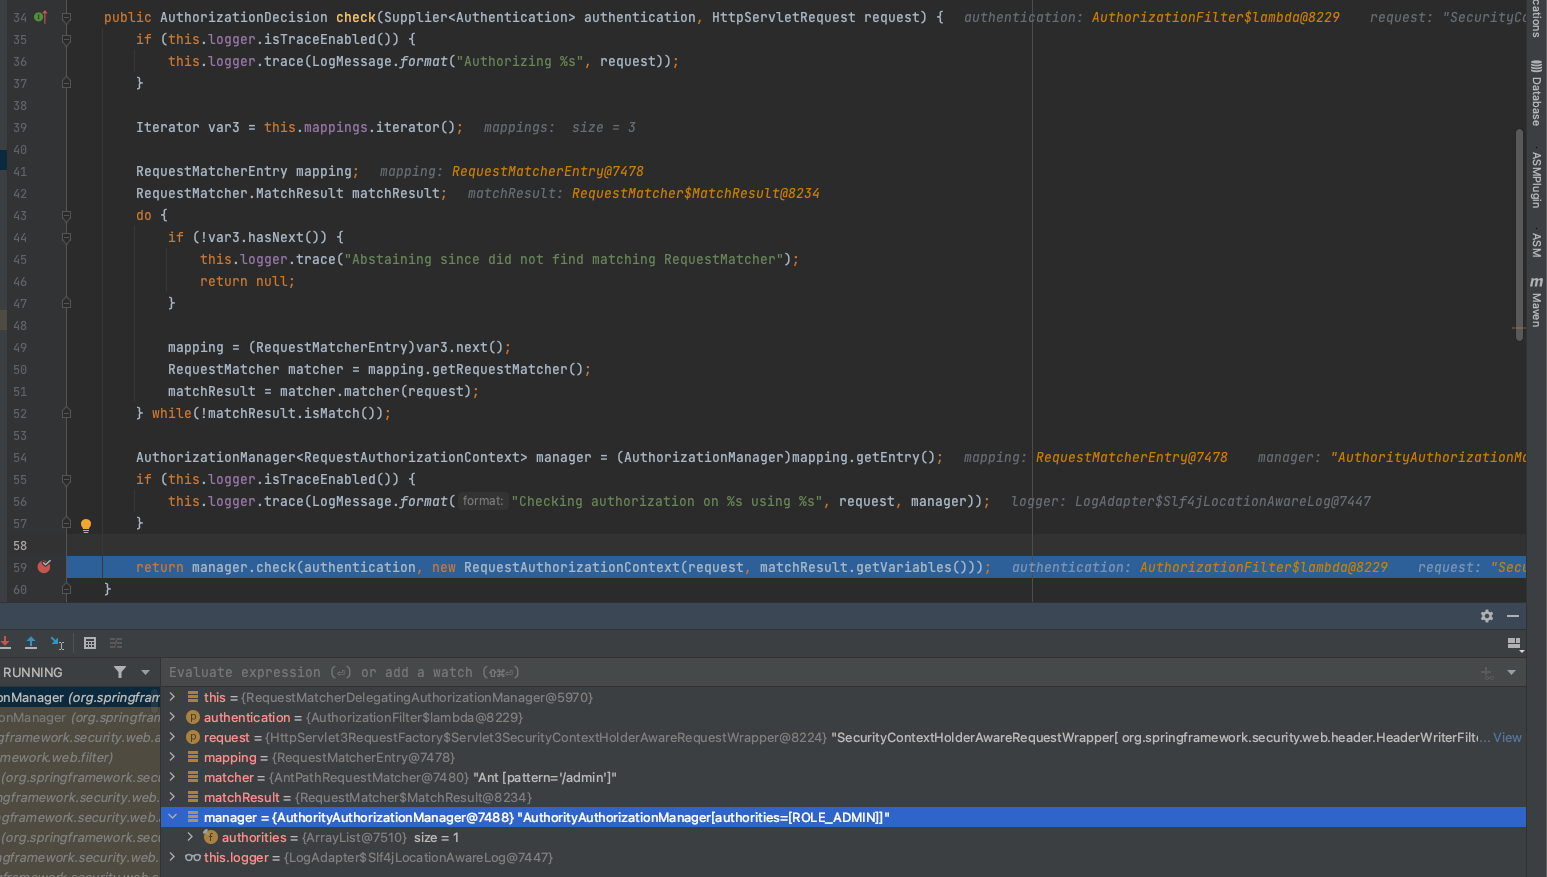 34 public AuthorizationDecision check(Supplier<Authentication> authentication, HttpServletRequest request) { authentication: AuthorizationFilter$lambda@8229 request: "SecurityCo
35 if (this.logger.isTraceEnabled()) {
36 this.logger.trace(LogMessage.format("Authorizing %s", request));
37 }
38
39 Iterator var3 = this.mappings.iterator(); mappings: size = 3
40
41 RequestMatcherEntry mapping; mapping: RequestMatcherEntry@7478
42 RequestMatcher.MatchResult matchResult; matchResult: RequestMatcher$MatchResult@8234
43 do {
44 if (!var3.hasNext()) {
45 this.logger.trace("Abstaining since did not find matching RequestMatcher");
46 return null;
47 }
48
49 mapping = (RequestMatcherEntry)var3.next();
50 RequestMatcher matcher = mapping.getRequestMatcher();
51 matchResult = matcher.matcher(request);
52 } while(!matchResult.isMatch());
53
54 AuthorizationManager<RequestAuthorizationContext> manager = (AuthorizationManager)mapping.getEntry(); mapping: RequestMatcherEntry@7478 manager: "AuthorityAuthorizationMa
55 if (this.logger.isTraceEnabled()) {
56 this.logger.trace(LogMessage.format( format: "Checking authorization on %s using %s", request, manager)); logger: LogAdapter$Slf4jLocationAwareLog@7447
57 }
58
59 return manager.check(authentication, new RequestAuthorizationContext(request, matchResult.getVariables())); authentication: AuthorizationFilter$lambda@8229 request: "Secu
60 }
cations
Database
ASMPlugin
ASM
m Maven
RUNNING
Evaluate expression (⏎) or add a watch (⇧⌘⏎)
onManager (org.springfram
onManager (org.springfran
ngframework.security.web.a
mework.web.filter)
(org.springframework.secu
ngframework.security.web.
ngframework.security.web.
(org.springframework.secu
ngframework.security.web.
ngframework.security.web.
this = {RequestMatcherDelegatingAuthorizationManager@5970}
p authentication = {AuthorizationFilter$lambda@8229}
p request = {HttpServlet3RequestFactory$Servlet3SecurityContextHolderAwareRequestWrapper@8224} "SecurityContextHolderAwareRequestWrapper[ org.springframework.security.web.header.HeaderWriterFilt... View
mapping = {RequestMatcherEntry@7478}
matcher = {AntPathRequestMatcher@7480} "Ant [pattern='/admin']"
matchResult = {RequestMatcher$MatchResult@8234}
manager = {AuthorityAuthorizationManager@7488} "AuthorityAuthorizationManager[authorities=[ROLE_ADMIN]]"
f authorities = {ArrayList@7510} size = 1
this.logger = {LogAdapter$Slf4jLocationAwareLog@7447}